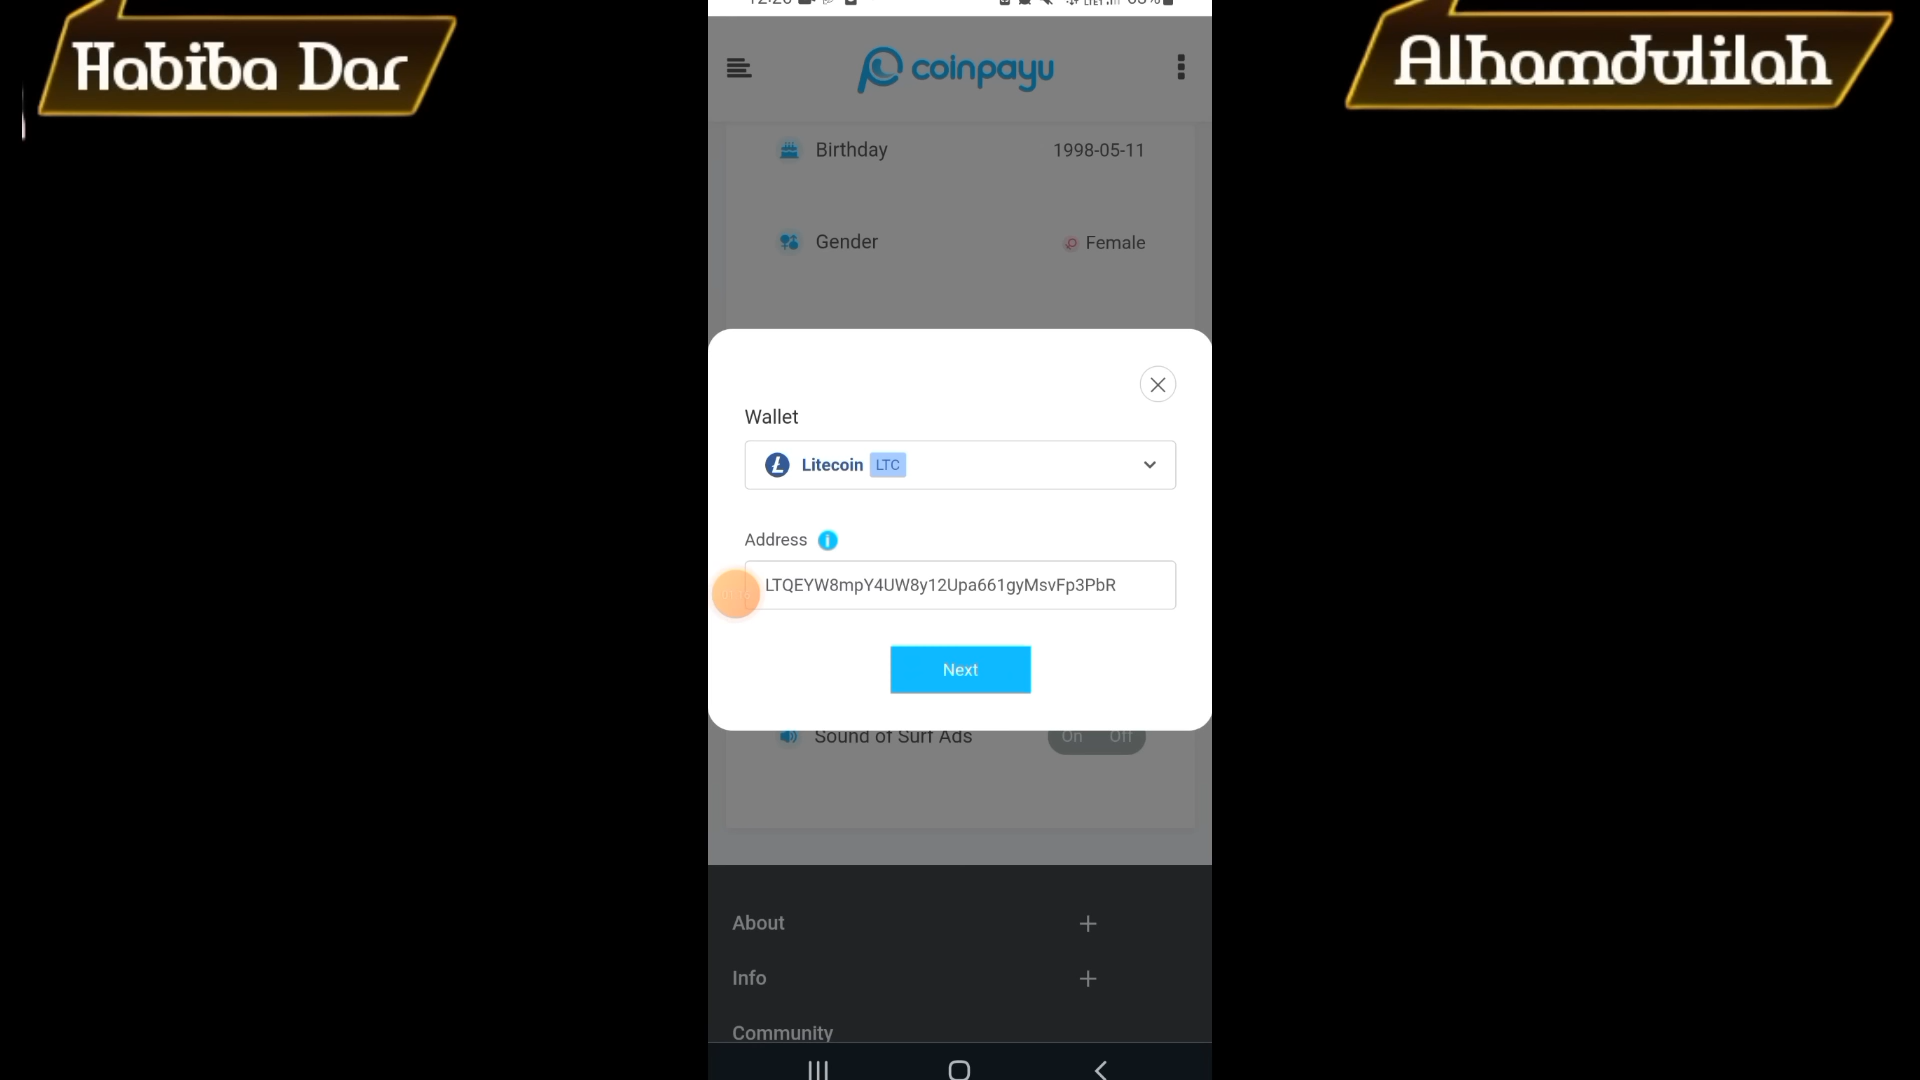 Habiba Dar
Alhamdulilah
coinpayu
Birthday 1998-05-11
Gender Female
Wallet
Litecoin LTC
Address
LTQEYW8mpY4UW8y12Upa661gyMsvFp3PbR
Next
Sound of Surf Ads On Off
About
Info
Community